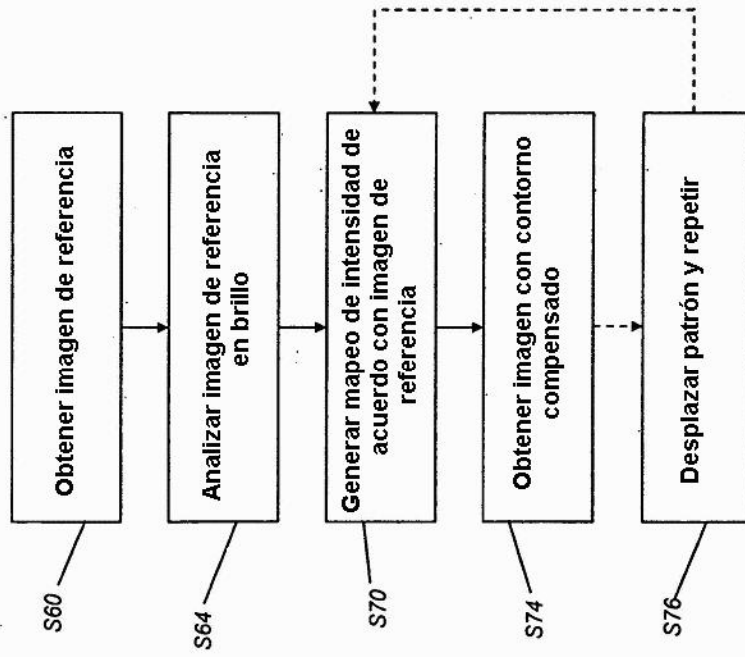 S60
Obtener imagen de referencia
S64
Analizar imagen de referencia
en brillo
S70
Generar mapeo de intensidad de
acuerdo con imagen de
referencia
S74
Obtener imagen con contorno
compensado
S76
Desplazar patrón y repetir